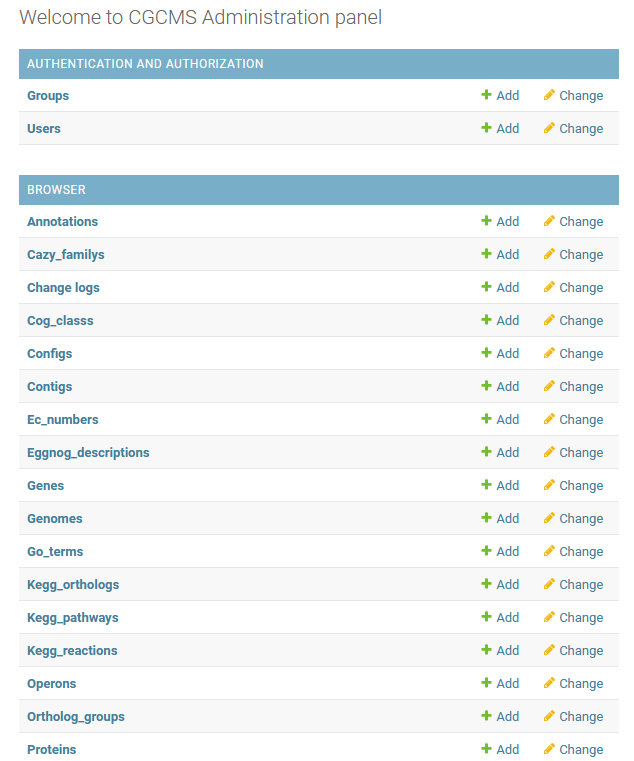 Welcome to CGCMS Administration panel
AUTHENTICATION AND AUTHORIZATION
Groups Add Change
Users Add Change
BROWSER
Annotations Add Change
Cazy_familys Add Change
Change logs Add Change
Cog_classs Add Change
Configs Add Change
Contigs Add Change
Ec_numbers Add Change
Eggnog_descriptions Add Change
Genes Add Change
Genomes Add Change
Go_terms Add Change
Kegg_orthologs Add Change
Kegg_pathways Add Change
Kegg_reactions Add Change
Operons Add Change
Ortholog_groups Add Change
Proteins Add Change